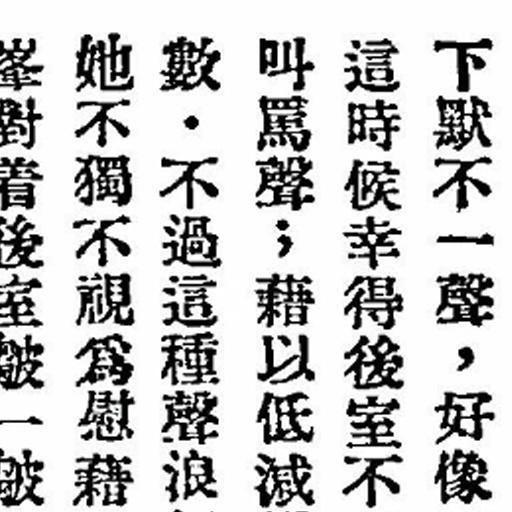 下默不一聲，好像
這時候幸得後室不
叫罵聲；藉以低減
數．不過這種聲浪
她不獨不視爲慰藉
峯對着後室皺一皺